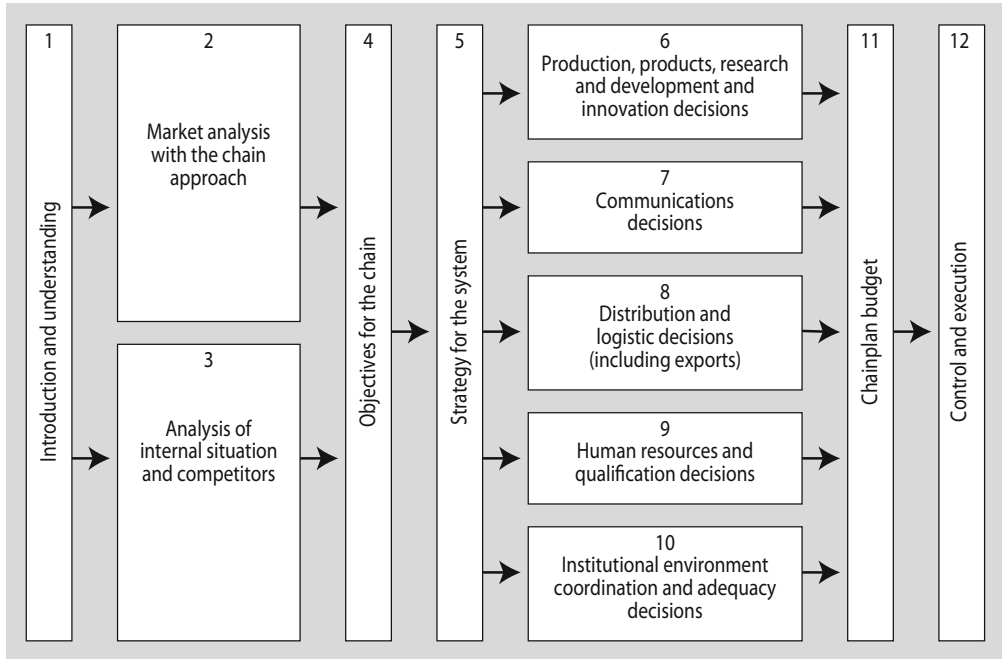 1
Introduction and understanding
2
Market analysis
with the chain
approach
3
Analysis of
internal situation
and competitors
4
Objectives for the chain
5
Strategy for the system
6
Production, products, research
and development and
innovation decisions
7
Communications
decisions
8
Distribution and
logistic decisions
(including exports)
9
Human resources and
qualification decisions
10
Institutional environment
coordination and adequacy
decisions
11
Chainplan budget
12
Control and execution